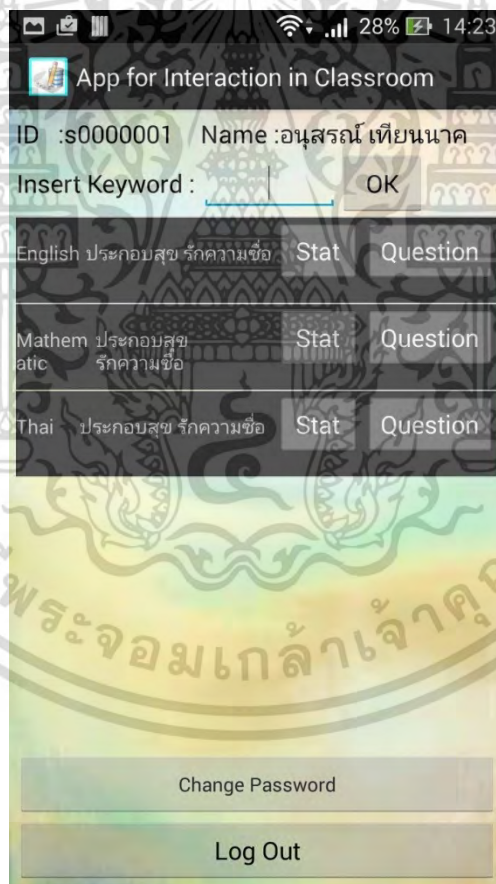 28% 14:23
App for Interaction in Classroom
ID :s0000001 Name :อนุสรณ์ เทียนนาค
Insert Keyword : OK
English ประกอบสุข รักความชื่อ Stat Question
Mathem ประกอบสุข Stat Question
atic รักความชื่อ
Thai ประกอบสุข รักความชื่อ Stat Question
พระจอมเกล้าเจ้าคุณ
Change Password
Log Out